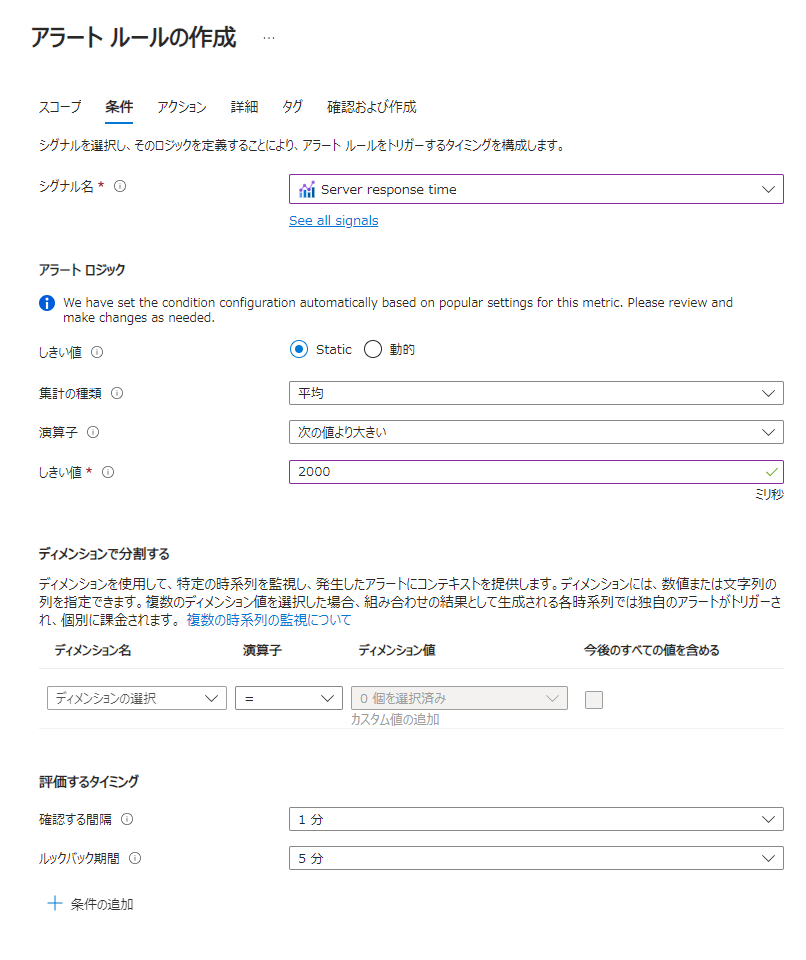 アラート ルールの作成 …
スコープ 条件 アクション 詳細 タグ 確認および作成
シグナルを選択し、そのロジックを定義することにより、アラート ルールをトリガーするタイミングを構成します。
シグナル名 * Server response time
See all signals
アラート ロジック
We have set the condition configuration automatically based on popular settings for this metric. Please review and
make changes as needed.
しきい値 Static 動的
集計の種類 平均
演算子 次の値より大きい
しきい値 * 2000
ミリ秒
ディメンションで分割する
ディメンションを使用して、特定の時系列を監視し、発生したアラートにコンテキストを提供します。ディメンションには、数値または文字列の
列を指定できます。複数のディメンション値を選択した場合、組み合わせの結果として生成される各時系列では独自のアラートがトリガーさ
れ、個別に課金されます。 複数の時系列の監視について
ディメンション名 演算子 ディメンション値 今後のすべての値を含める
ディメンションの選択 = 0 個を選択済み
カスタム値の追加
評価するタイミング
確認する間隔 1 分
ルックバック期間 5 分
条件の追加